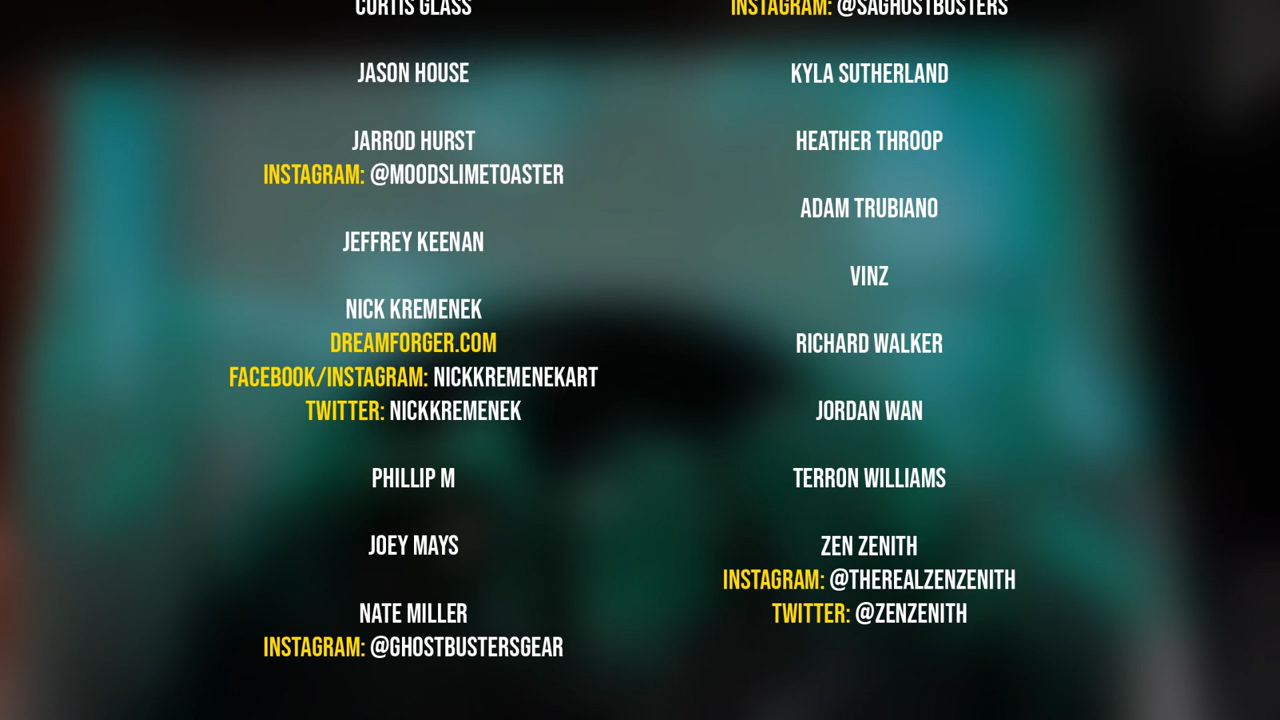 CURTIS GLASS
JASON HOUSE
JARROD HURST
INSTAGRAM: @MOODSLIMETOASTER
JEFFREY KEENAN
NICK KREMENEK
DREAMFORGER.COM
FACEBOOK/INSTAGRAM: NICKKREMENEKART
TWITTER: NICKKREMENEK
PHILLIP M
JOEY MAYS
NATE MILLER
INSTAGRAM: @GHOSTBUSTERSGEAR
INSTAGRAM: @SAGHOSTBUSTERS
KYLA SUTHERLAND
HEATHER THROOP
ADAM TRUBIANO
VINZ
RICHARD WALKER
JORDAN WAN
TERRON WILLIAMS
ZEN ZENITH
INSTAGRAM: @THEREALZENZENITH
TWITTER: @ZENZENITH